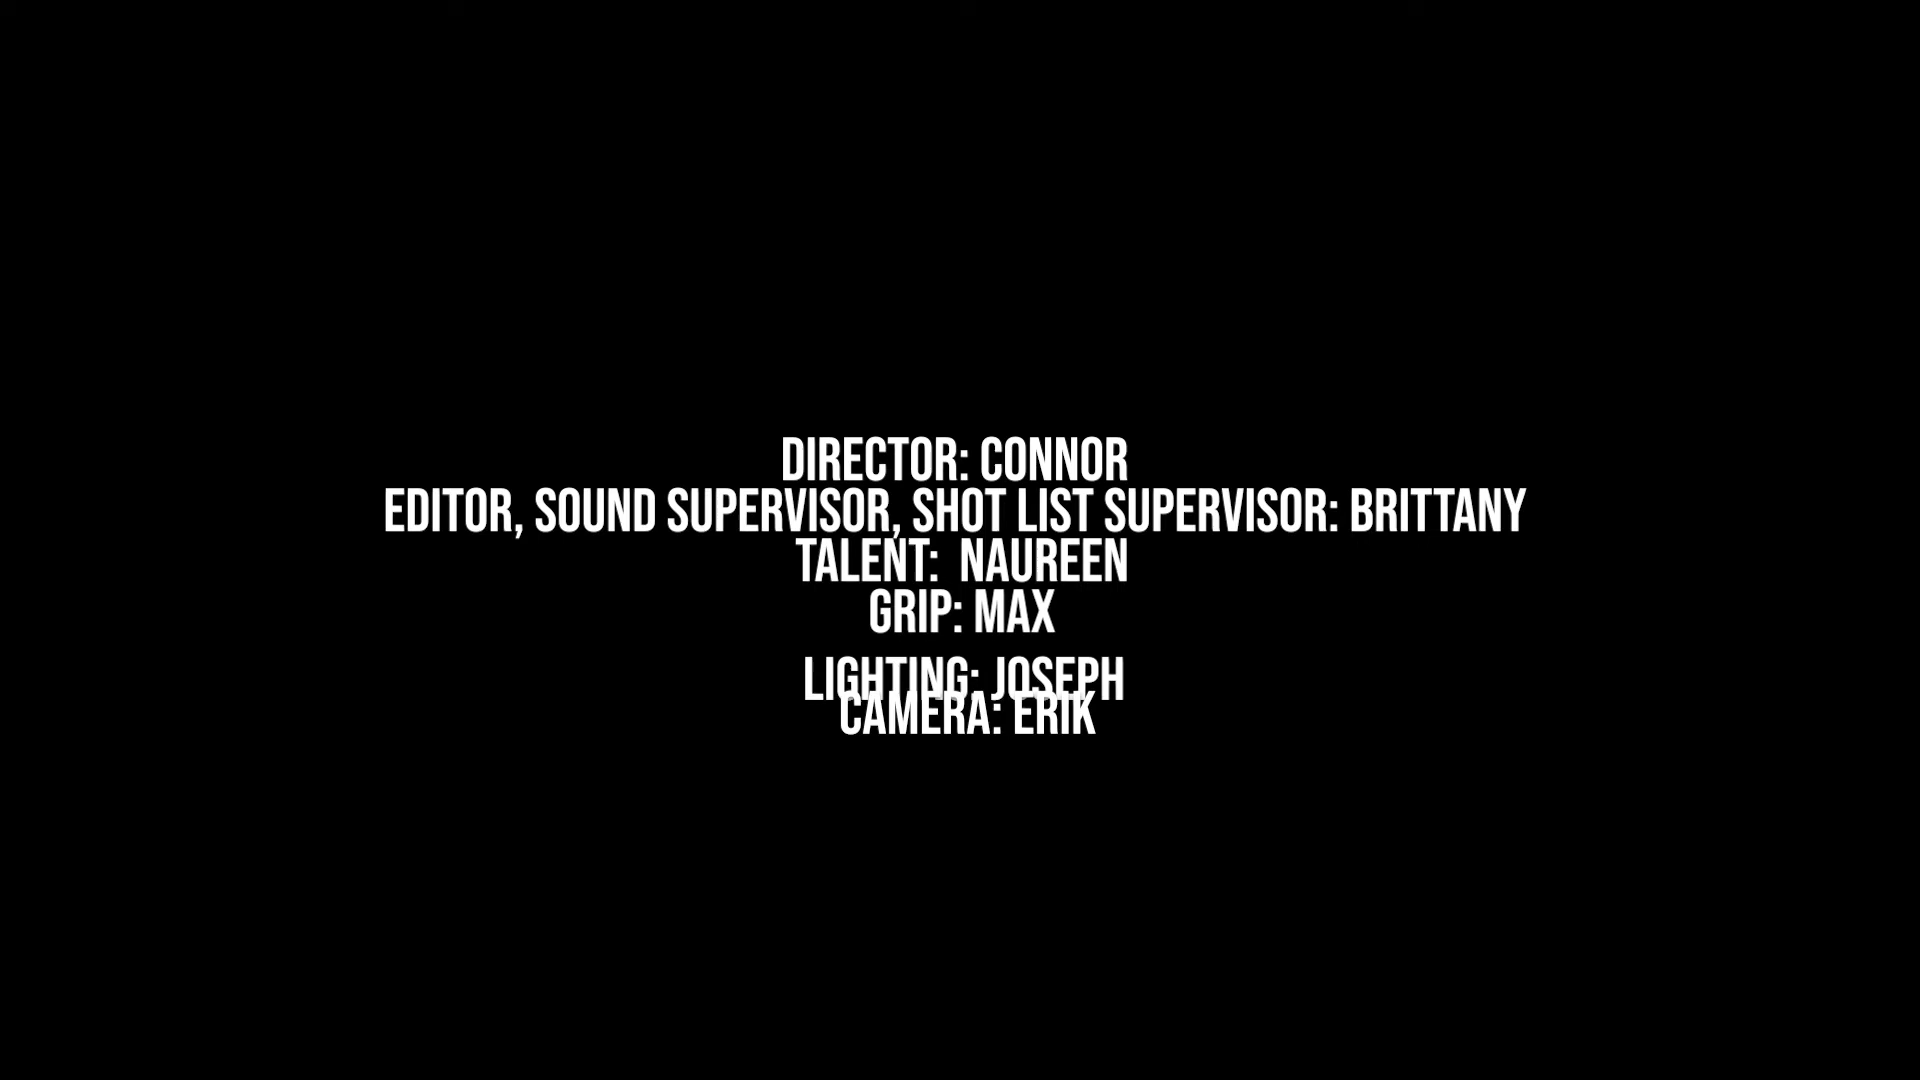 DIRECTOR: CONNOR
EDITOR, SOUND SUPERVISOR, SHOT LIST SUPERVISOR: BRITTANY
TALENT:  NAUREEN
GRIP: MAX
LIGHTING: JOSEPH
CAMERA: ERIK